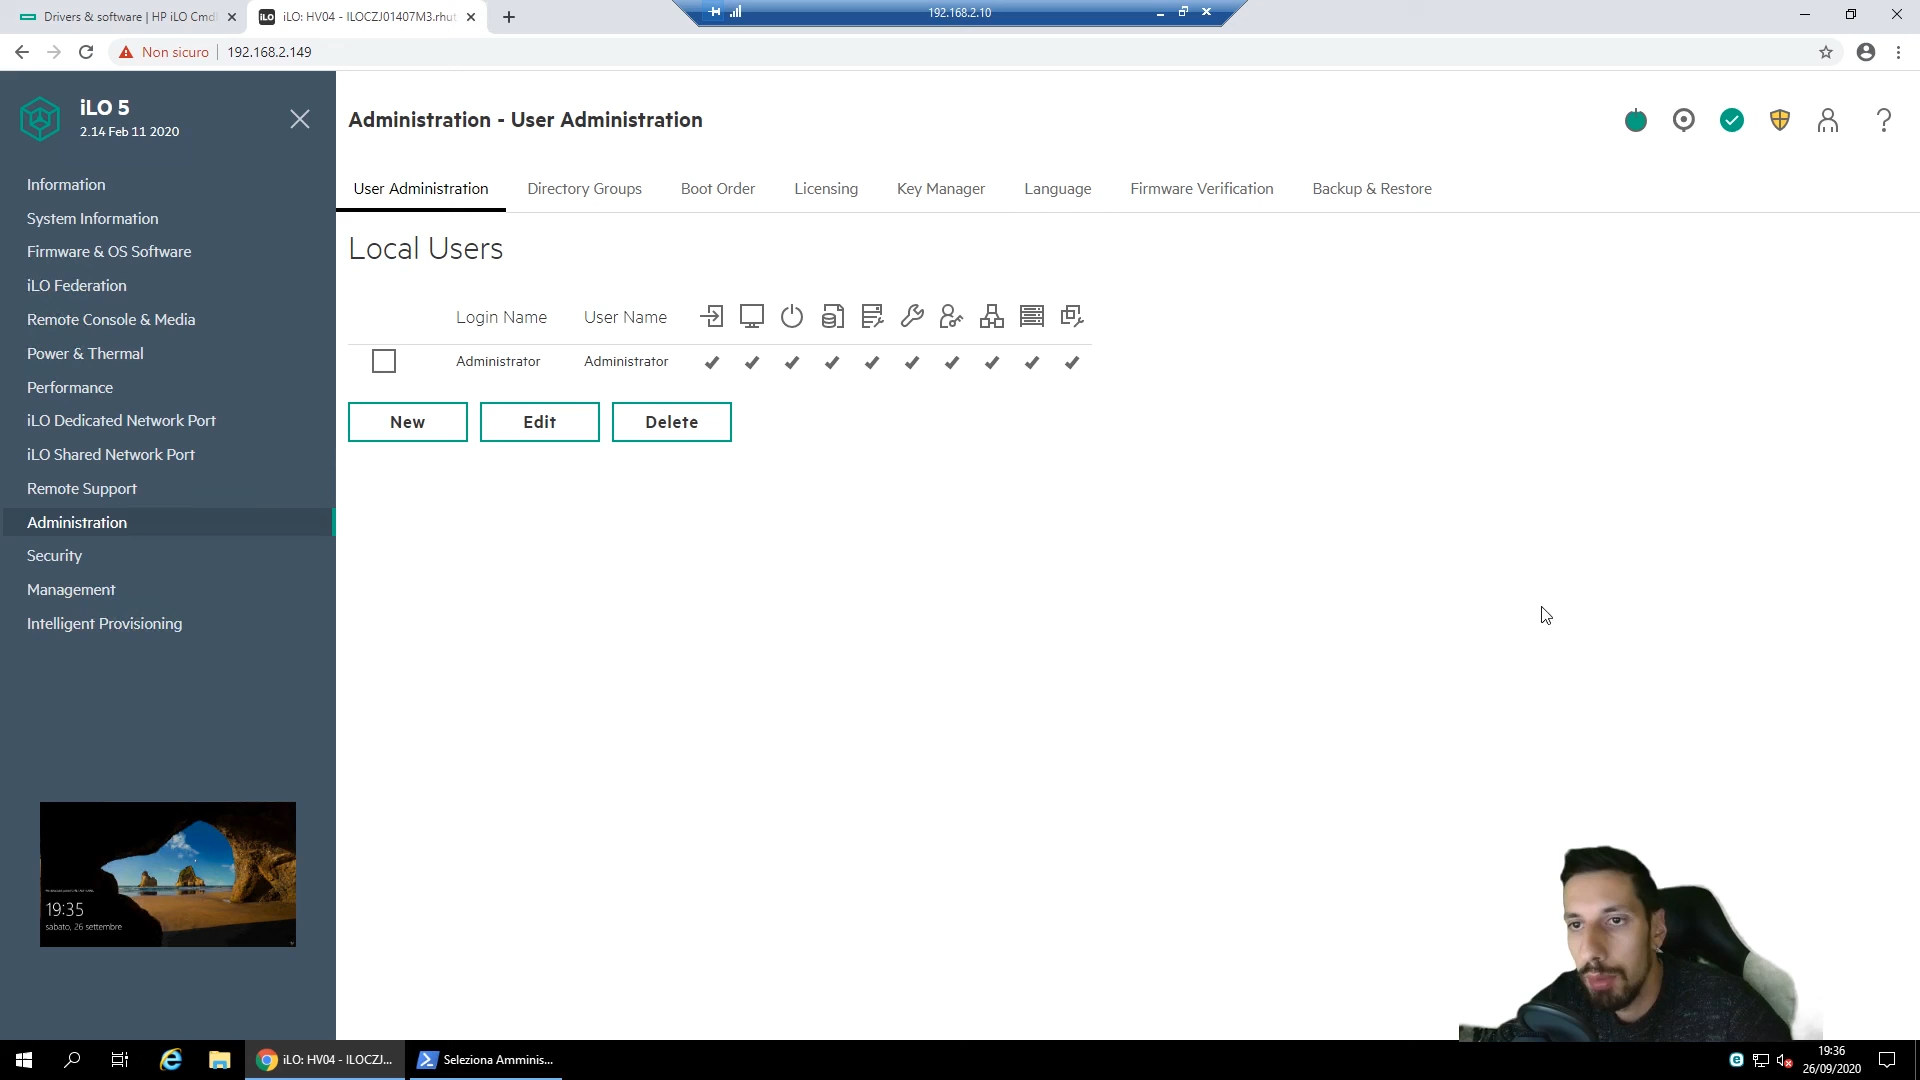 Drivers & software | HP iLO Cmdl
iLO
iLO: HV04 - ILOCZJ01407M3.rhut
192.168.2.10
Non sicuro
192.168.2.149
iLO 5
2.14 Feb 11 2020
Information
System Information
Firmware & OS Software
iLO Federation
Remote Console & Media
Power & Thermal
Performance
iLO Dedicated Network Port
iLO Shared Network Port
Remote Support
Administration
Security
Management
Intelligent Provisioning
19:35
sabato, 26 settembre
Administration - User Administration
User Administration Directory Groups Boot Order Licensing Key Manager Language Firmware Verification Backup & Restore
Local Users
Login Name User Name
Administrator Administrator
New Edit Delete
iLO: HV04 - ILOCZJ...
Seleziona Amminis...
19:36
26/09/2020